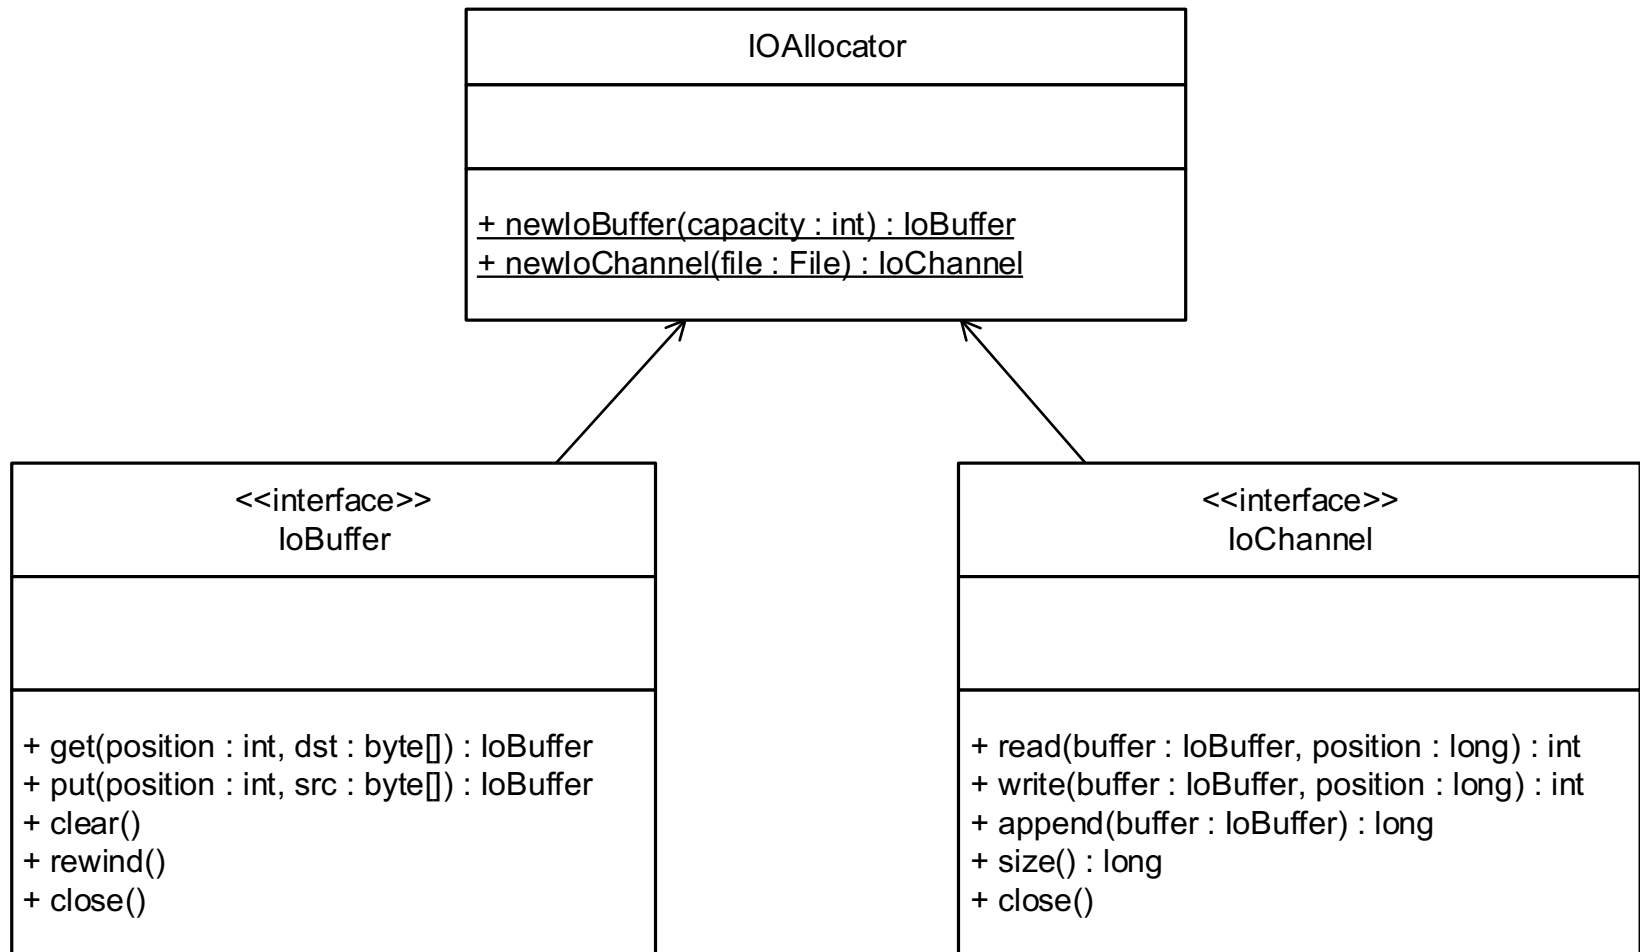 IOAllocator
+ newIoBuffer(capacity : int) : IoBuffer
+ newIoChannel(file : File) : IoChannel
<<interface>>
IoBuffer
+ get(position : int, dst : byte[]) : IoBuffer
+ put(position : int, src : byte[]) : IoBuffer
+ clear()
+ rewind()
+ close()
<<interface>>
IoChannel
+ read(buffer : IoBuffer, position : long) : int
+ write(buffer : IoBuffer, position : long) : int
+ append(buffer : IoBuffer) : long
+ size() : long
+ close()